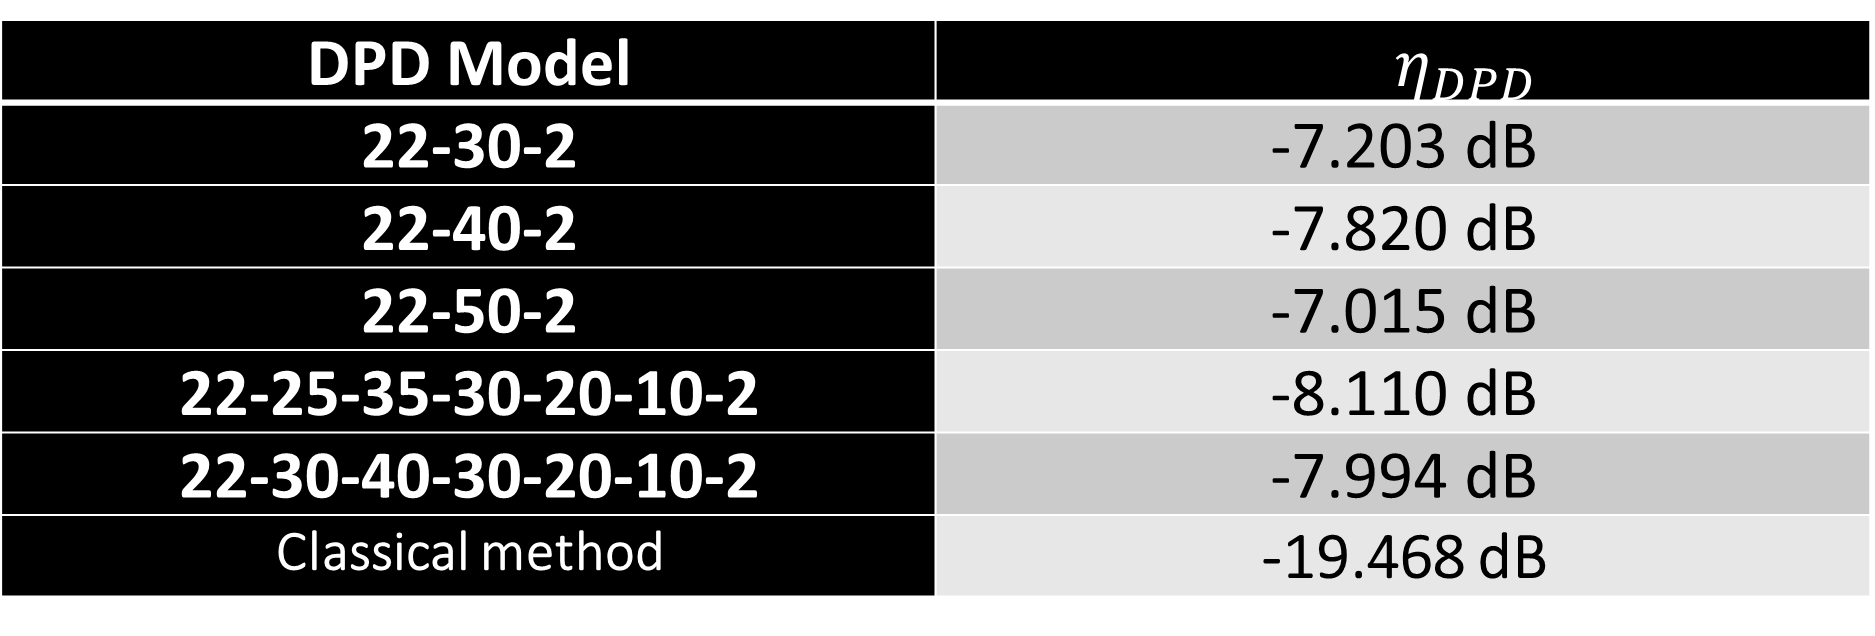 DPD Model η_DPD
22-30-2 -7.203 dB
22-40-2 -7.820 dB
22-50-2 -7.015 dB
22-25-35-30-20-10-2 -8.110 dB
22-30-40-30-20-10-2 -7.994 dB
Classical method -19.468 dB